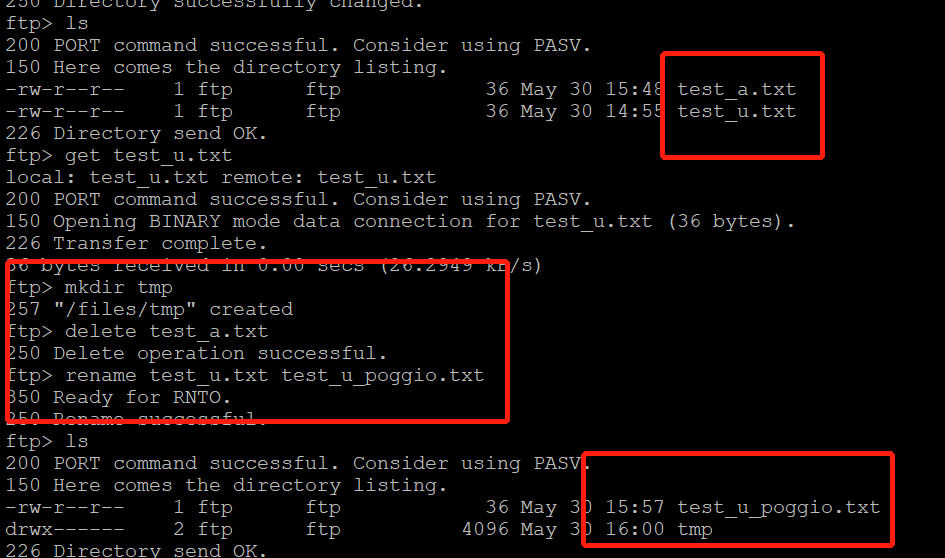 250 Directory successfully changed.
ftp> ls
200 PORT command successful. Consider using PASV.
150 Here comes the directory listing.
-rw-r--r-- 1 ftp ftp 36 May 30 15:48 test_a.txt
-rw-r--r-- 1 ftp ftp 36 May 30 14:55 test_u.txt
226 Directory send OK.
ftp> get test_u.txt
local: test_u.txt remote: test_u.txt
200 PORT command successful. Consider using PASV.
150 Opening BINARY mode data connection for test_u.txt (36 bytes).
226 Transfer complete.
36 bytes received in 0.00 secs (26.2949 kB/s)
ftp> mkdir tmp
257 "/files/tmp" created
ftp> delete test_a.txt
250 Delete operation successful.
ftp> rename test_u.txt test_u_poggio.txt
350 Ready for RNTO.
250 Rename successful.
ftp> ls
200 PORT command successful. Consider using PASV.
150 Here comes the directory listing.
-rw-r--r-- 1 ftp ftp 36 May 30 15:57 test_u_poggio.txt
drwx------ 2 ftp ftp 4096 May 30 16:00 tmp
226 Directory send OK.